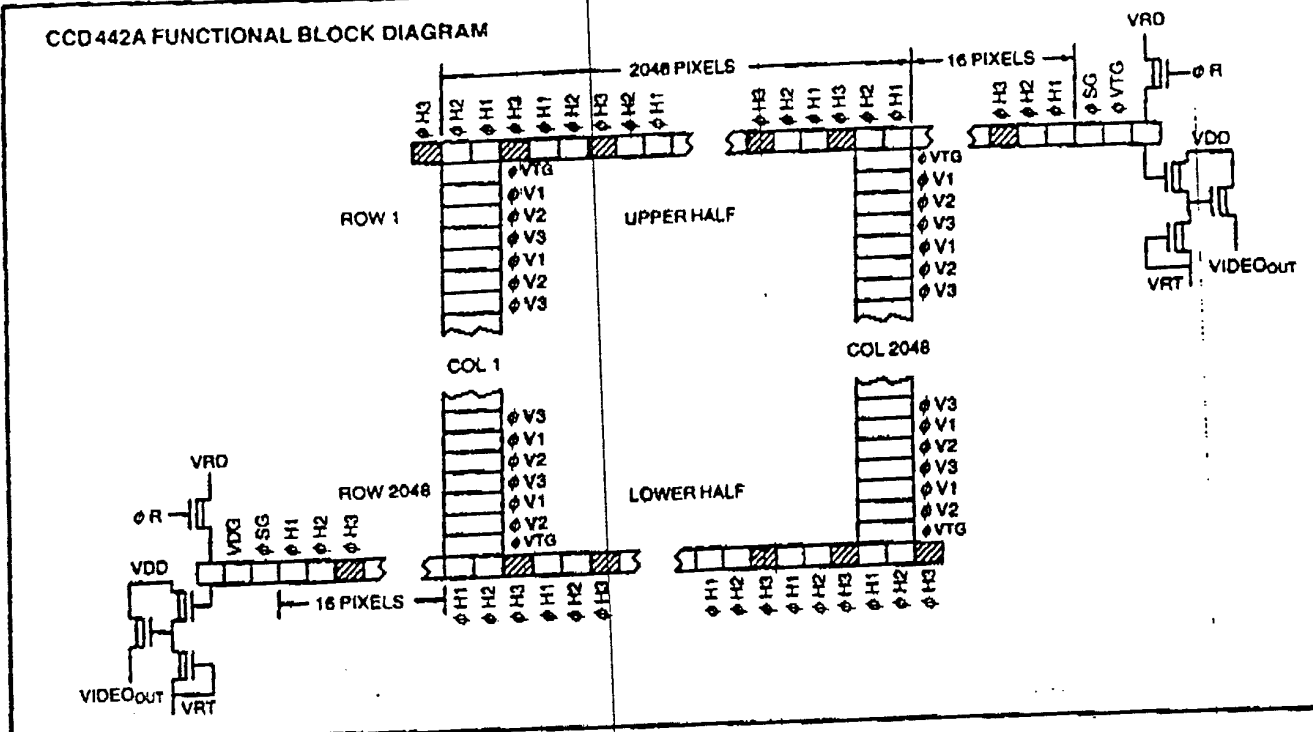 CCD442A FUNCTIONAL BLOCK DIAGRAM
VRD
2048 PIXELS
16 PIXELS
ϕR
ϕH3 ϕH2 ϕH1 ϕH3 ϕH1 ϕH2 ϕH3 ϕH2 ϕH1
ϕH3 ϕH2 ϕH1 ϕH3 ϕH2 ϕH1
ϕH3 ϕH2 ϕH1 ϕSG ϕVTG
VDD
ROW 1
UPPER HALF
ϕVTG
ϕV1
ϕV2
ϕV3
ϕV1
ϕV2
ϕV3
ϕVTG
ϕV1
ϕV2
ϕV3
ϕV1
ϕV2
ϕV3
VRT
VIDEOOUT
COL 1
COL 2048
ϕV3
ϕV1
ϕV2
ϕV3
ϕV1
ϕV2
ϕVTG
ϕV3
ϕV1
ϕV2
ϕV3
ϕV1
ϕV2
ϕVTG
ROW 2048
LOWER HALF
VRD
ϕR
VDG ϕSG ϕH1 ϕH2 ϕH3
VDD
16 PIXELS
ϕH1 ϕH2 ϕH3 ϕH1 ϕH2 ϕH3
ϕH1 ϕH2 ϕH3 ϕH1 ϕH2 ϕH3 ϕH1 ϕH2 ϕH3
VIDEOOUT
VRT